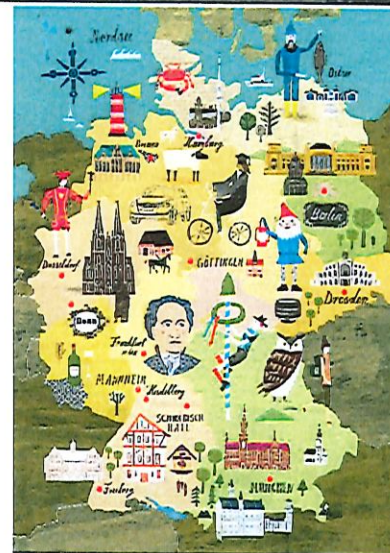 Nordsee
Ostsee
Bremen
Hamburg
Berlin
Düsseldorf
GÖTTINGEN
Dresden
Bonn
Frankfurt
MANNHEIM
Heidelberg
SCHWÄBISCH
HALL
Freiburg
MÜNCHEN